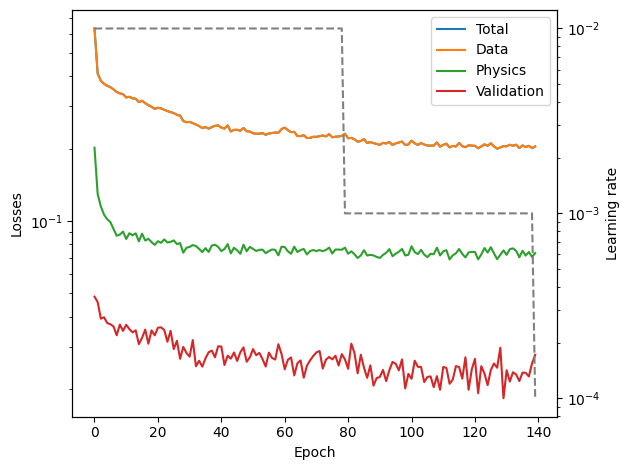 Total
Data
Physics
Validation
Losses
10⁻¹
Learning rate
10⁻²
10⁻³
10⁻⁴
0 20 40 60 80 100 120 140
Epoch